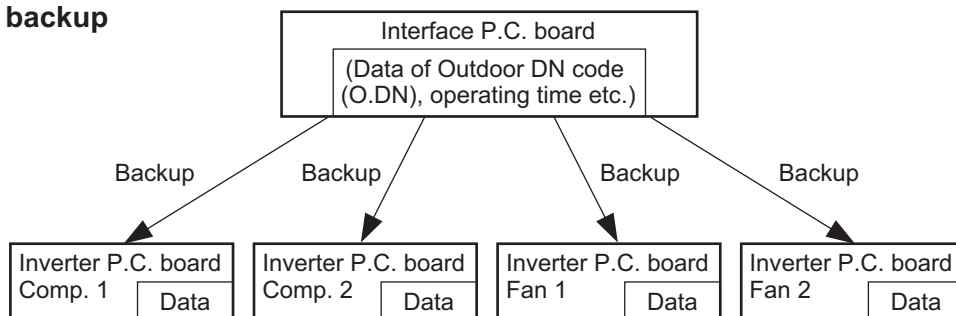 backup
Interface P.C. board
(Data of Outdoor DN code
(O.DN), operating time etc.)
Backup
Backup
Backup
Backup
Inverter P.C. board
Comp. 1
Data
Inverter P.C. board
Comp. 2
Data
Inverter P.C. board
Fan 1
Data
Inverter P.C. board
Fan 2
Data